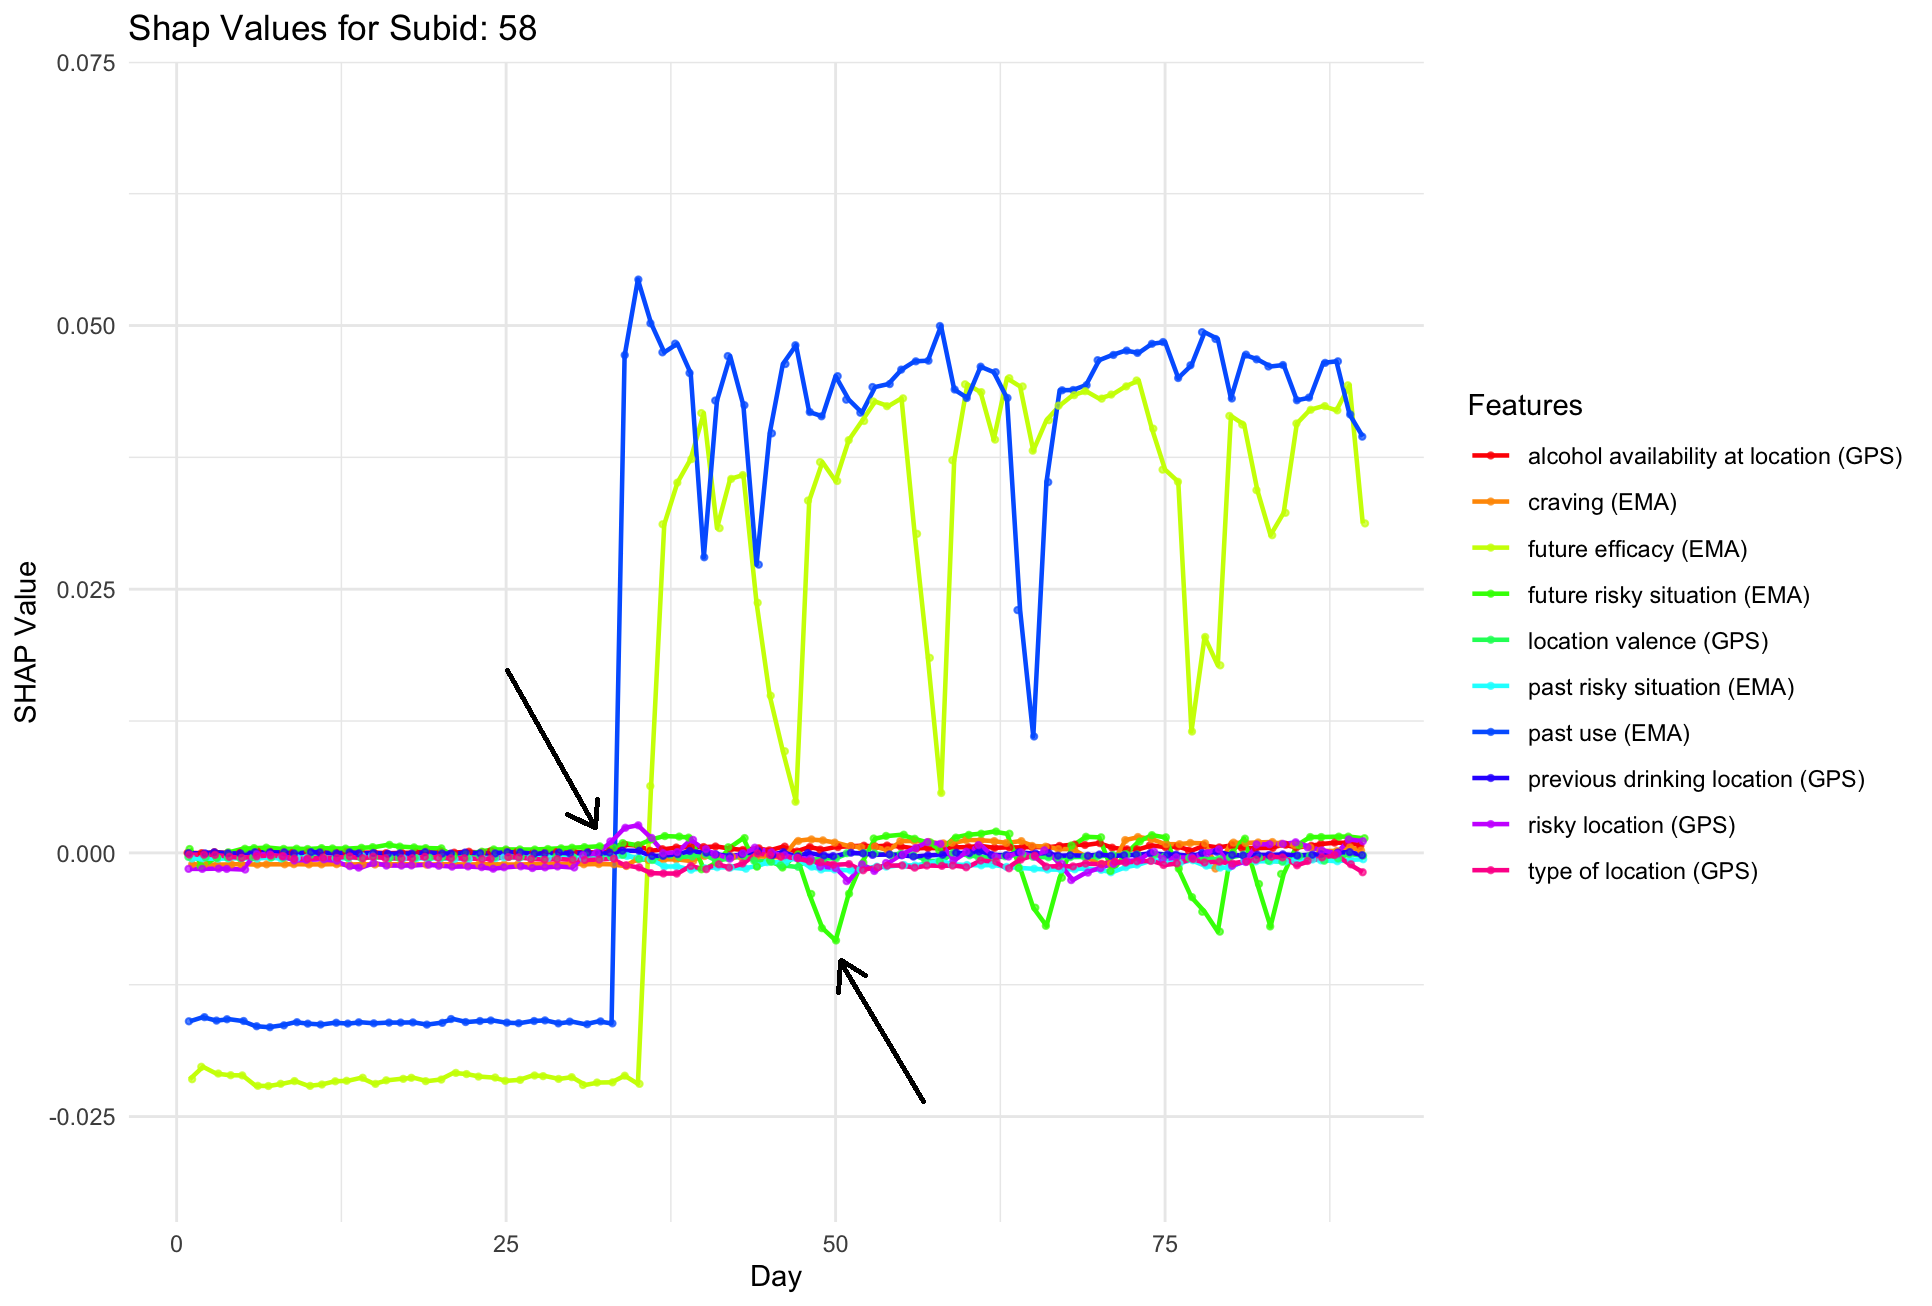 Shap Values for Subid: 58
0.075
0.050
0.025
0.000
-0.025
SHAP Value
0
25
50
75
Day
Features
alcohol availability at location (GPS)
craving (EMA)
future efficacy (EMA)
future risky situation (EMA)
location valence (GPS)
past risky situation (EMA)
past use (EMA)
previous drinking location (GPS)
risky location (GPS)
type of location (GPS)